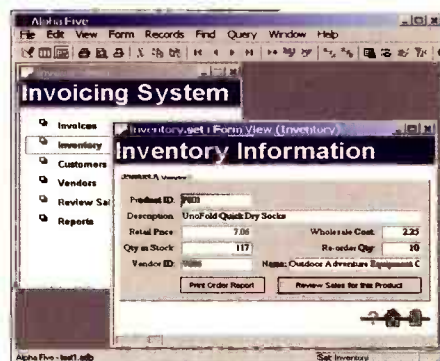 Alpha Five
File Edit View Form Records Find Query Window Help
Invoicing System
Invoices
Inventory
Customers
Vendors
Review Sal
Reports
Inventory.set : Form View (Inventory)
Inventory Information
Product ID:
Description: UnoFold Quick Dry Socks
Retail Price: 7.06 Wholesale Cost: 2.25
Qty in Stock: 117 Re-order Qty: 10
Vendor ID: Name: Outdoor Adventure Equipment C
Print Order Report Review Sales for this Product
Alpha Five - Set: Inventory